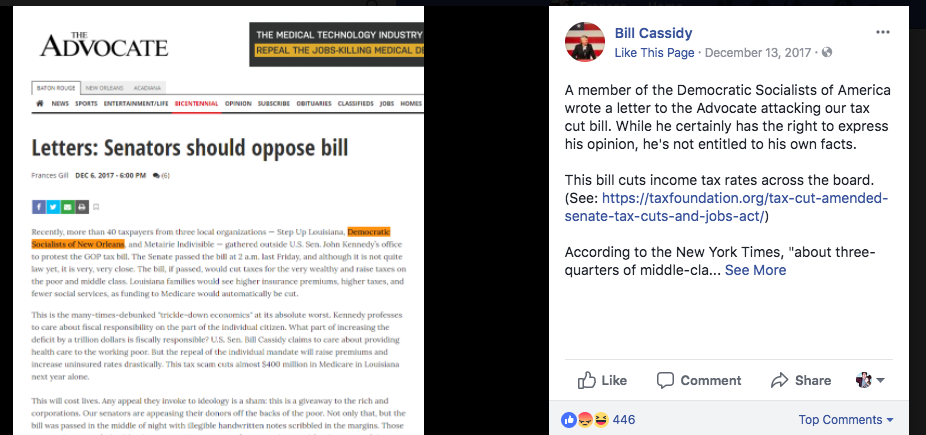 THE
ADVOCATE
THE MEDICAL TECHNOLOGY INDUSTRY
REPEAL THE JOBS-KILLING MEDICAL DE
BATON ROUGE NEW ORLEANS ACADIANA
NEWS SPORTS ENTERTAINMENT/LIFE BICENTENNIAL OPINION SUBSCRIBE OBITUARIES CLASSIFIEDS JOBS HOMES
Letters: Senators should oppose bill
Frances Gill DEC 6, 2017 - 6:00 PM (6)
Recently, more than 40 taxpayers from three local organizations — Step Up Louisiana, Democratic
Socialists of New Orleans, and Metairie Indivisible — gathered outside U.S. Sen. John Kennedy's office
to protest the GOP tax bill. The Senate passed the bill at 2 a.m. last Friday, and although it is not quite
law yet, it is very, very close. The bill, if passed, would cut taxes for the very wealthy and raise taxes on
the poor and middle class. Louisiana families would see higher insurance premiums, higher taxes, and
fewer social services, as funding to Medicare would automatically be cut.
This is the many-times-debunked "trickle-down economics" at its absolute worst. Kennedy professes
to care about fiscal responsibility on the part of the individual citizen. What part of increasing the
deficit by a trillion dollars is fiscally responsible? U.S. Sen. Bill Cassidy claims to care about providing
health care to the working poor. But the repeal of the individual mandate will raise premiums and
increase uninsured rates drastically. This tax scam cuts almost $400 million in Medicare in Louisiana
next year alone.
This will cost lives. Any appeal they invoke to ideology is a sham: this is a giveaway to the rich and
corporations. Our senators are appeasing their donors off the backs of the poor. Not only that, but the
bill was passed in the middle of night with illegible handwritten notes scribbled in the margins. Those
Bill Cassidy
Like This Page · December 13, 2017 ·
A member of the Democratic Socialists of America
wrote a letter to the Advocate attacking our tax
cut bill. While he certainly has the right to express
his opinion, he's not entitled to his own facts.
This bill cuts income tax rates across the board.
(See: https://taxfoundation.org/tax-cut-amended-
senate-tax-cuts-and-jobs-act/)
According to the New York Times, "about three-
quarters of middle-cla... See More
Like Comment Share
446 Top Comments